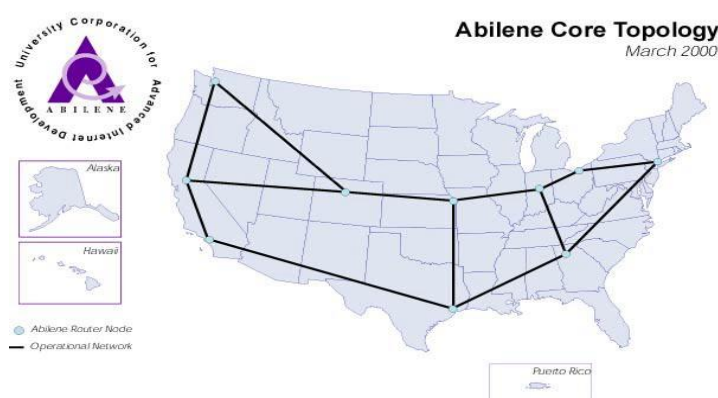 University Corporation for Advanced Internet Development
ABILENE
Abilene Core Topology
March 2000
Alaska
Hawaii
Abilene Router Node
Operational Network
Puerto Rico